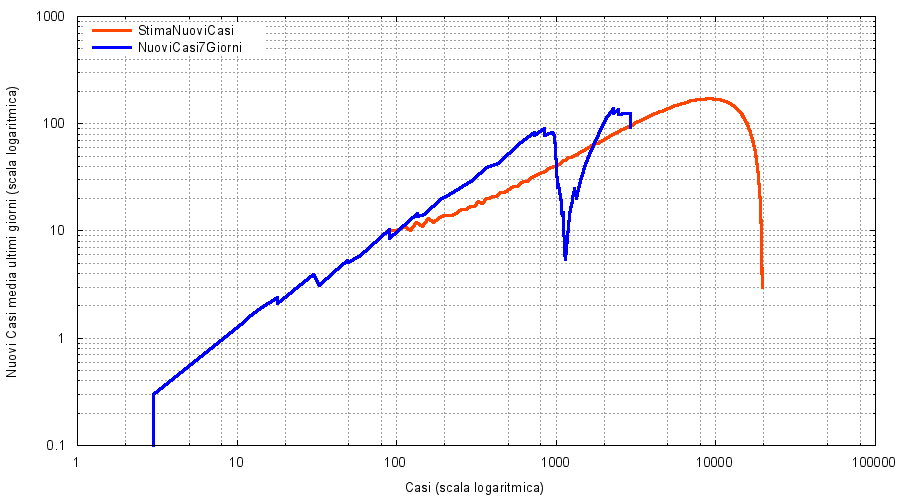 1000
StimaNuoviCasi
NuoviCasi7Giorni
100
10
1
0.1
Nuovi Casi media ultimi giorni (scala logaritmica)
1 10 100 1000 10000 100000
Casi (scala logaritmica)